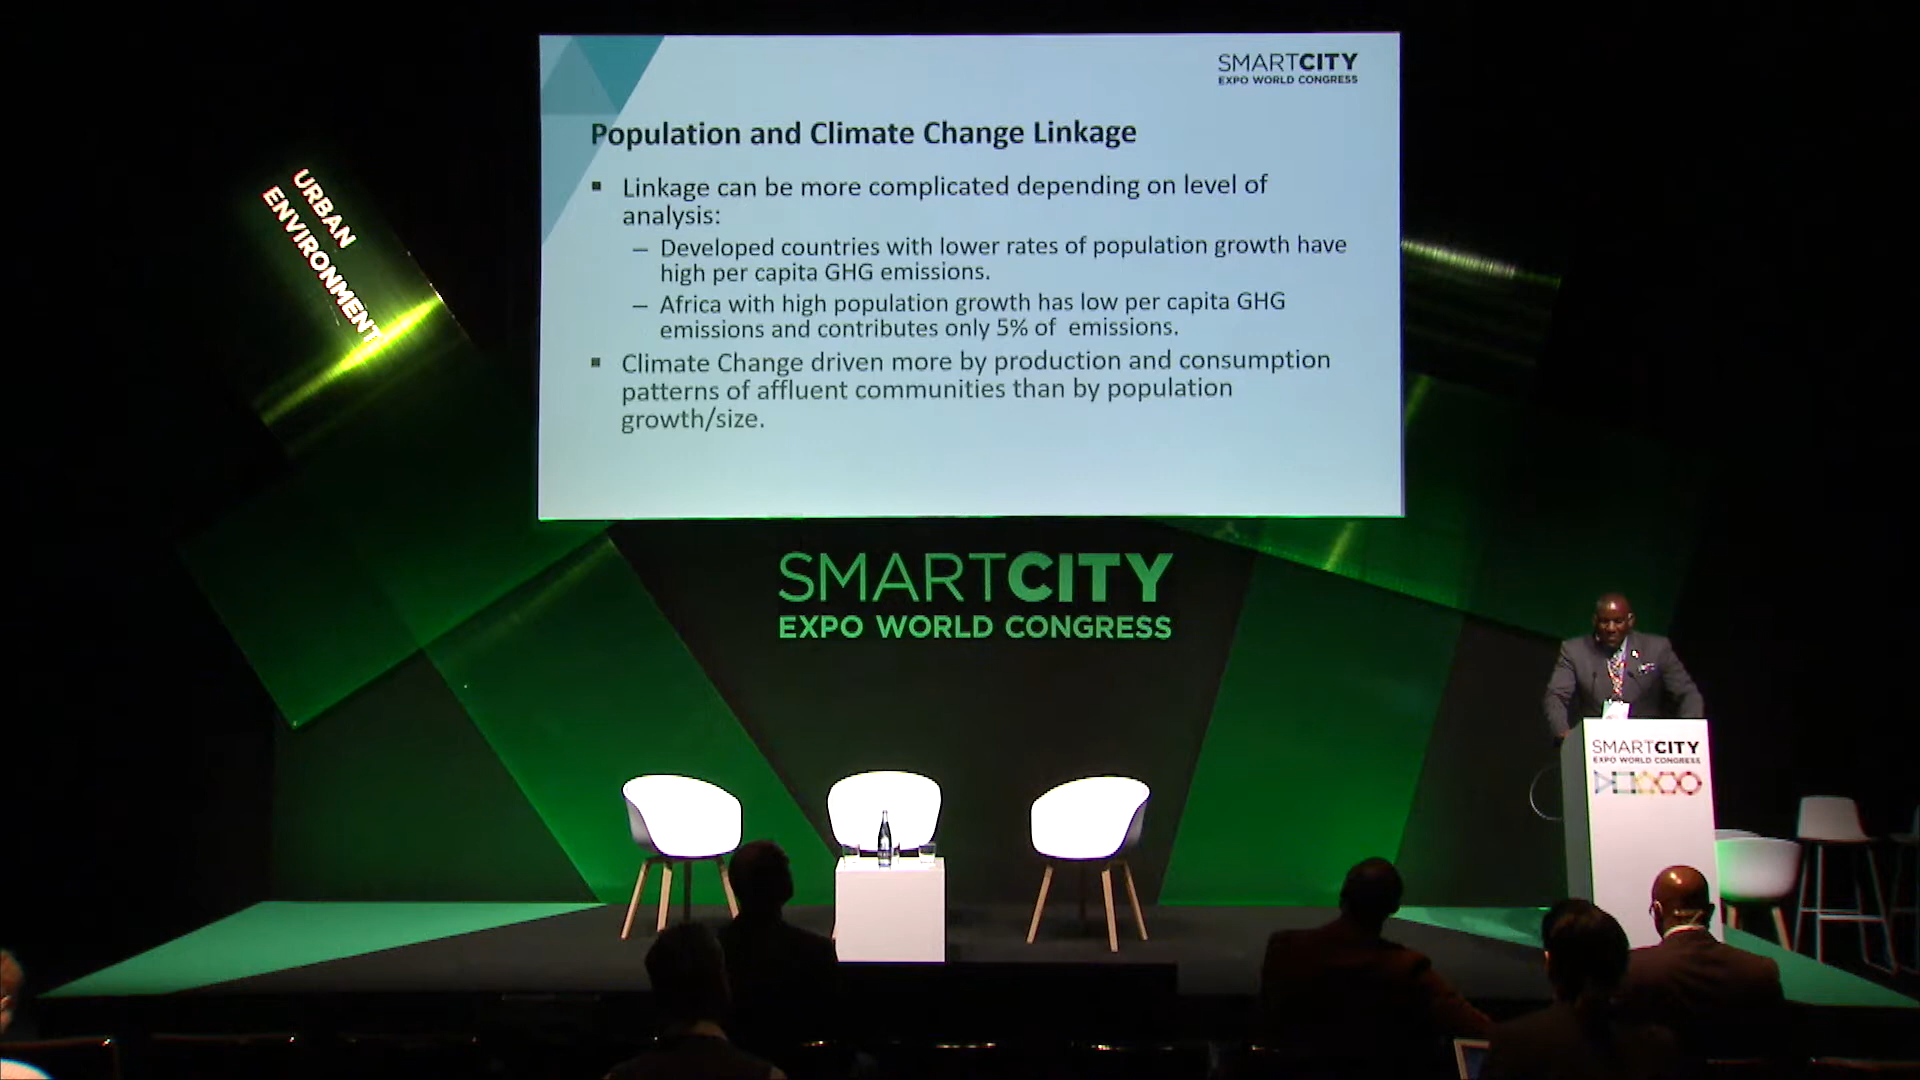 SMARTCITY
EXPO WORLD CONGRESS
Population and Climate Change Linkage
▪ Linkage can be more complicated depending on level of
analysis:
– Developed countries with lower rates of population growth have
high per capita GHG emissions.
– Africa with high population growth has low per capita GHG
emissions and contributes only 5% of emissions.
▪ Climate Change driven more by production and consumption
patterns of affluent communities than by population
growth/size.
URBAN
ENVIRONMENT
SMARTCITY
EXPO WORLD CONGRESS
SMARTCITY
EXPO WORLD CONGRESS